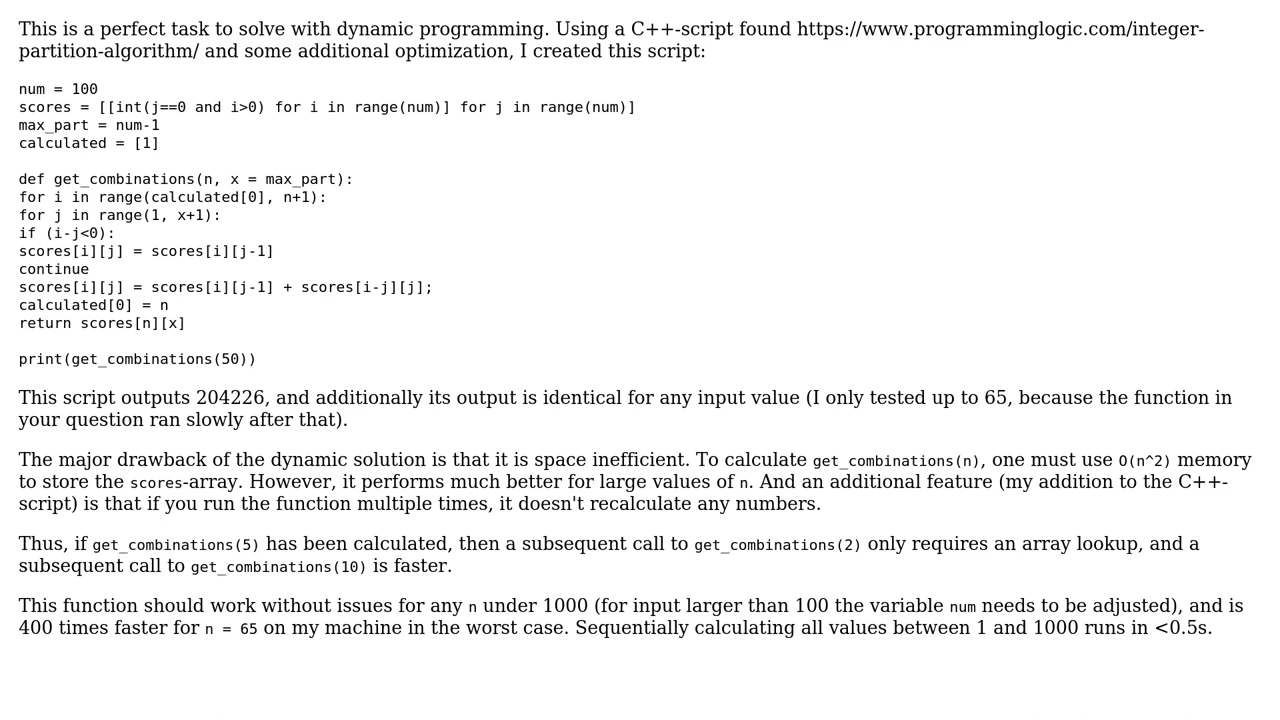 This is a perfect task to solve with dynamic programming. Using a C++-script found https://www.programminglogic.com/integer-
partition-algorithm/ and some additional optimization, I created this script:
num = 100
scores = [[int(j==0 and i>0) for i in range(num)] for j in range(num)]
max_part = num-1
calculated = [1]
def get_combinations(n, x = max_part):
for i in range(calculated[0], n+1):
for j in range(1, x+1):
if (i-j<0):
scores[i][j] = scores[i][j-1]
continue
scores[i][j] = scores[i][j-1] + scores[i-j][j];
calculated[0] = n
return scores[n][x]
print(get_combinations(50))
This script outputs 204226, and additionally its output is identical for any input value (I only tested up to 65, because the function in
your question ran slowly after that).
The major drawback of the dynamic solution is that it is space inefficient. To calculate get_combinations(n), one must use O(n^2) memory
to store the scores-array. However, it performs much better for large values of n. And an additional feature (my addition to the C++-
script) is that if you run the function multiple times, it doesn't recalculate any numbers.
Thus, if get_combinations(5) has been calculated, then a subsequent call to get_combinations(2) only requires an array lookup, and a
subsequent call to get_combinations(10) is faster.
This function should work without issues for any n under 1000 (for input larger than 100 the variable num needs to be adjusted), and is
400 times faster for n = 65 on my machine in the worst case. Sequentially calculating all values between 1 and 1000 runs in <0.5s.